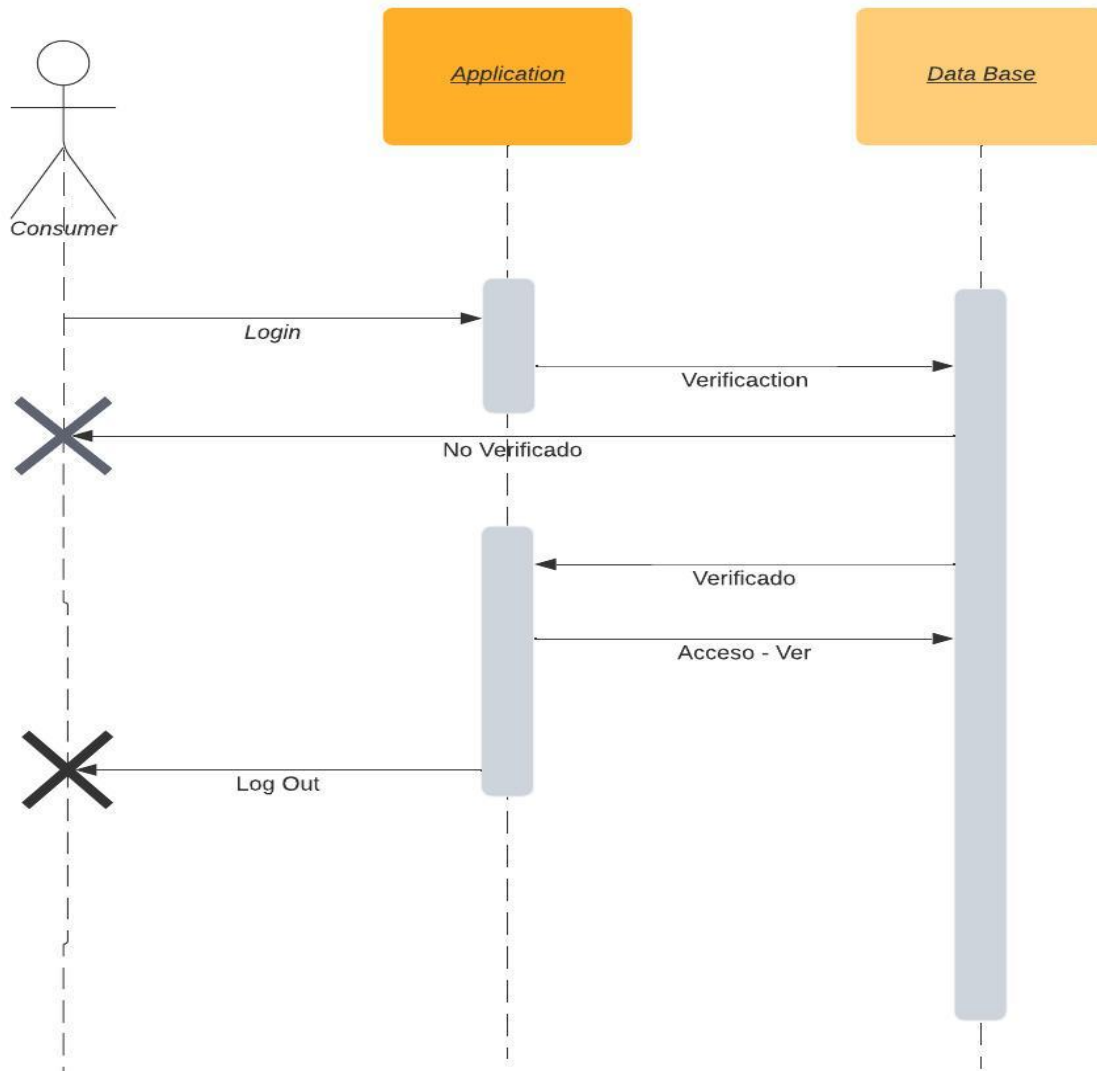 Application
Data Base
Consumer
Login
Verificaction
No Verificado
Verificado
Acceso - Ver
Log Out